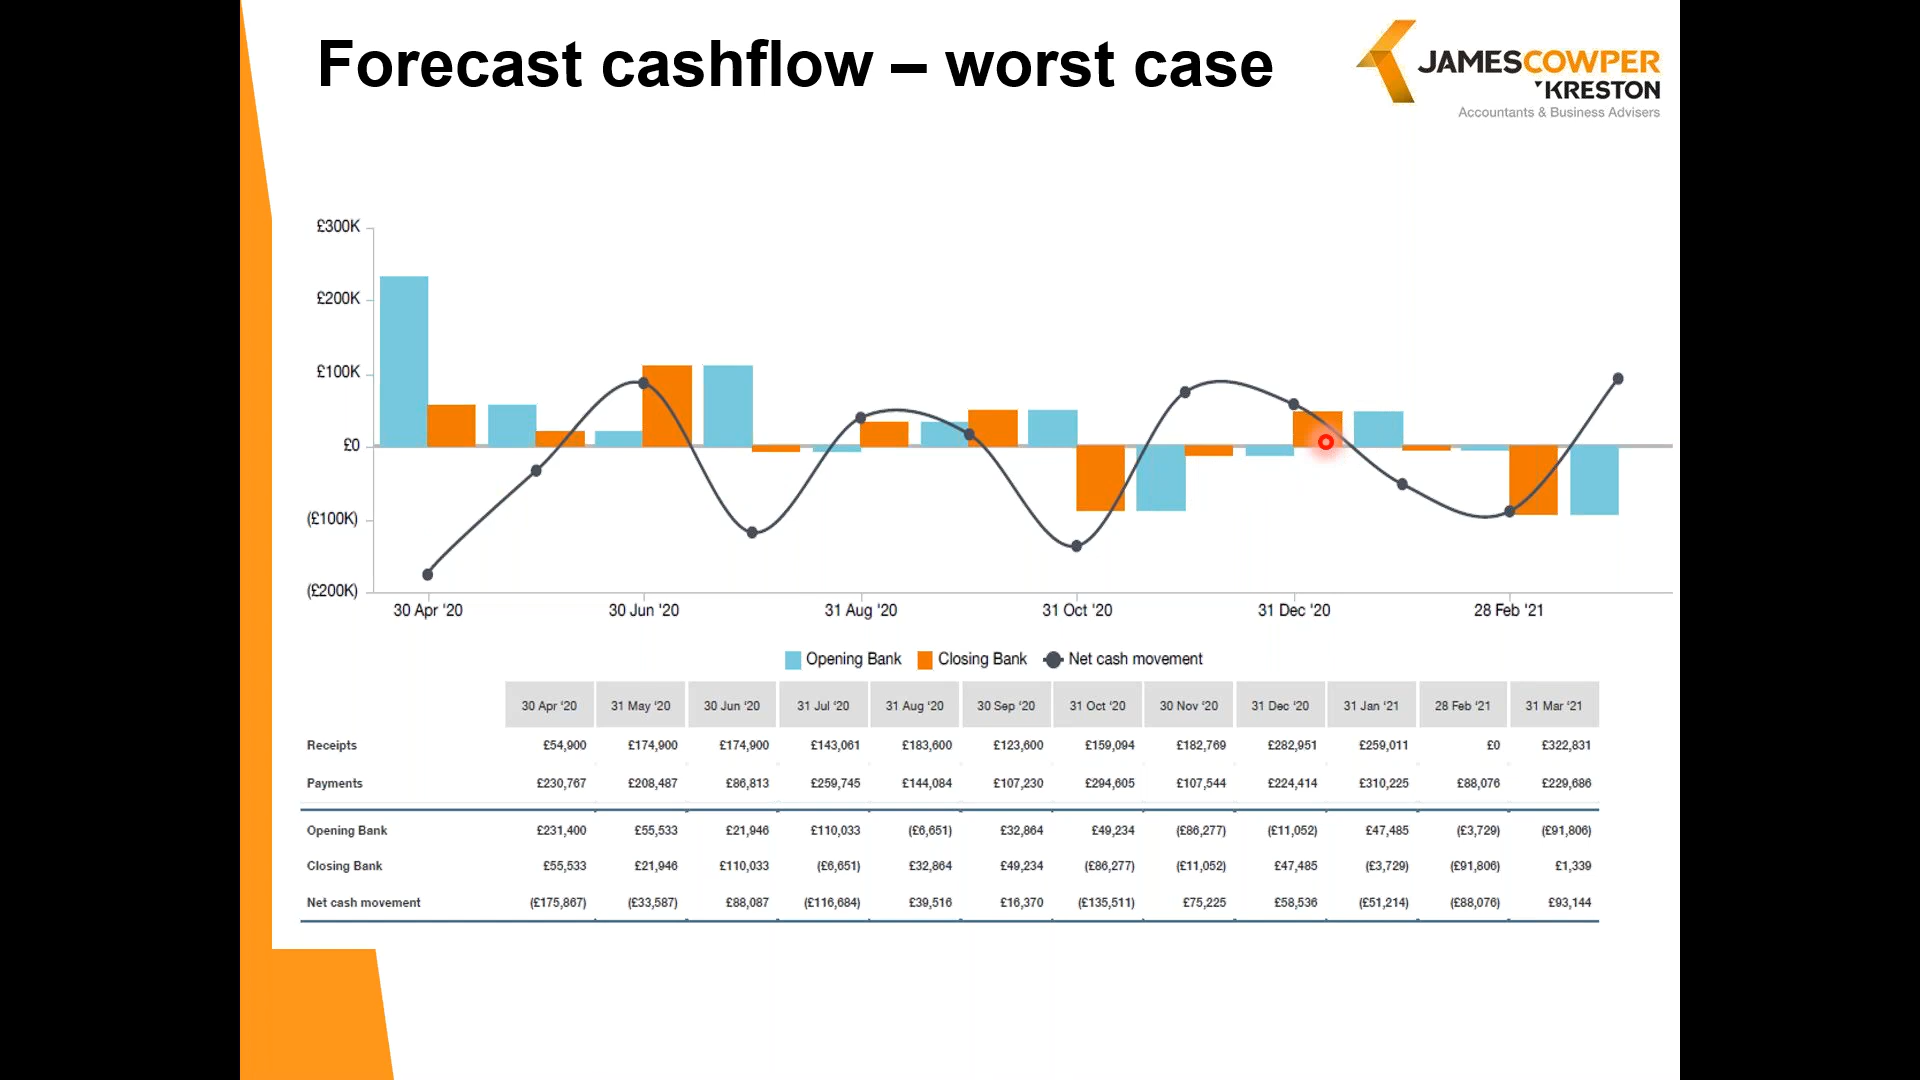 Forecast cashflow – worst case
JAMESCOWPER
KRESTON
Accountants & Business Advisers
£300K
£200K
£100K
£0
(£100K)
(£200K)
30 Apr '20 30 Jun '20 31 Aug '20 31 Oct '20 31 Dec '20 28 Feb '21
Opening Bank Closing Bank Net cash movement
30 Apr '20 31 May '20 30 Jun '20 31 Jul '20 31 Aug '20 30 Sep '20 31 Oct '20 30 Nov '20 31 Dec '20 31 Jan '21 28 Feb '21 31 Mar '21
Receipts £54,900 £174,900 £174,900 £143,061 £183,600 £123,600 £159,094 £182,769 £282,951 £259,011 £0 £322,831
Payments £230,767 £208,487 £86,813 £259,745 £144,084 £107,230 £294,605 £107,544 £224,414 £310,225 £88,076 £229,686
Opening Bank £231,400 £55,533 £21,946 £110,033 (£6,651) £32,864 £49,234 (£86,277) (£11,052) £47,485 (£3,729) (£91,806)
Closing Bank £55,533 £21,946 £110,033 (£6,651) £32,864 £49,234 (£86,277) (£11,052) £47,485 (£3,729) (£91,806) £1,339
Net cash movement (£175,867) (£33,587) £88,087 (£116,684) £39,516 £16,370 (£135,511) £75,225 £58,536 (£51,214) (£88,076) £93,144